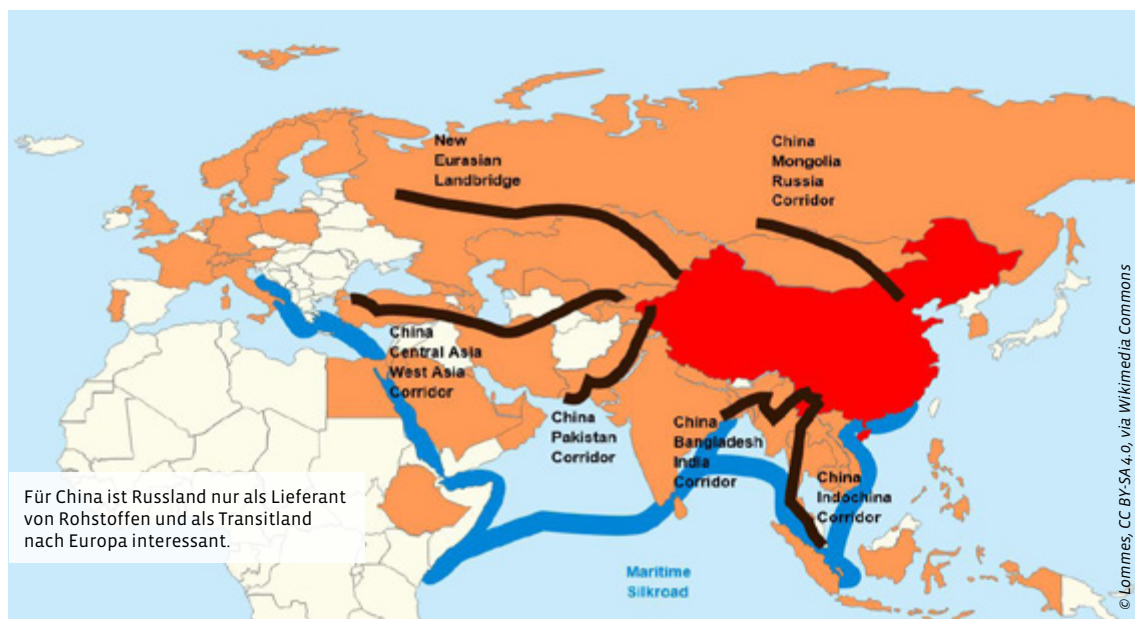 New
Eurasian
Landbridge
China
Mongolia
Russia
Corridor
China
Central Asia
West Asia
Corridor
China
Pakistan
Corridor
China
Bangladesh
India
Corridor
China
Indochina
Corridor
Maritime
Silkroad
Für China ist Russland nur als Lieferant
von Rohstoffen und als Transitland
nach Europa interessant.
© Lommes, CC BY-SA 4.0, via Wikimedia Commons